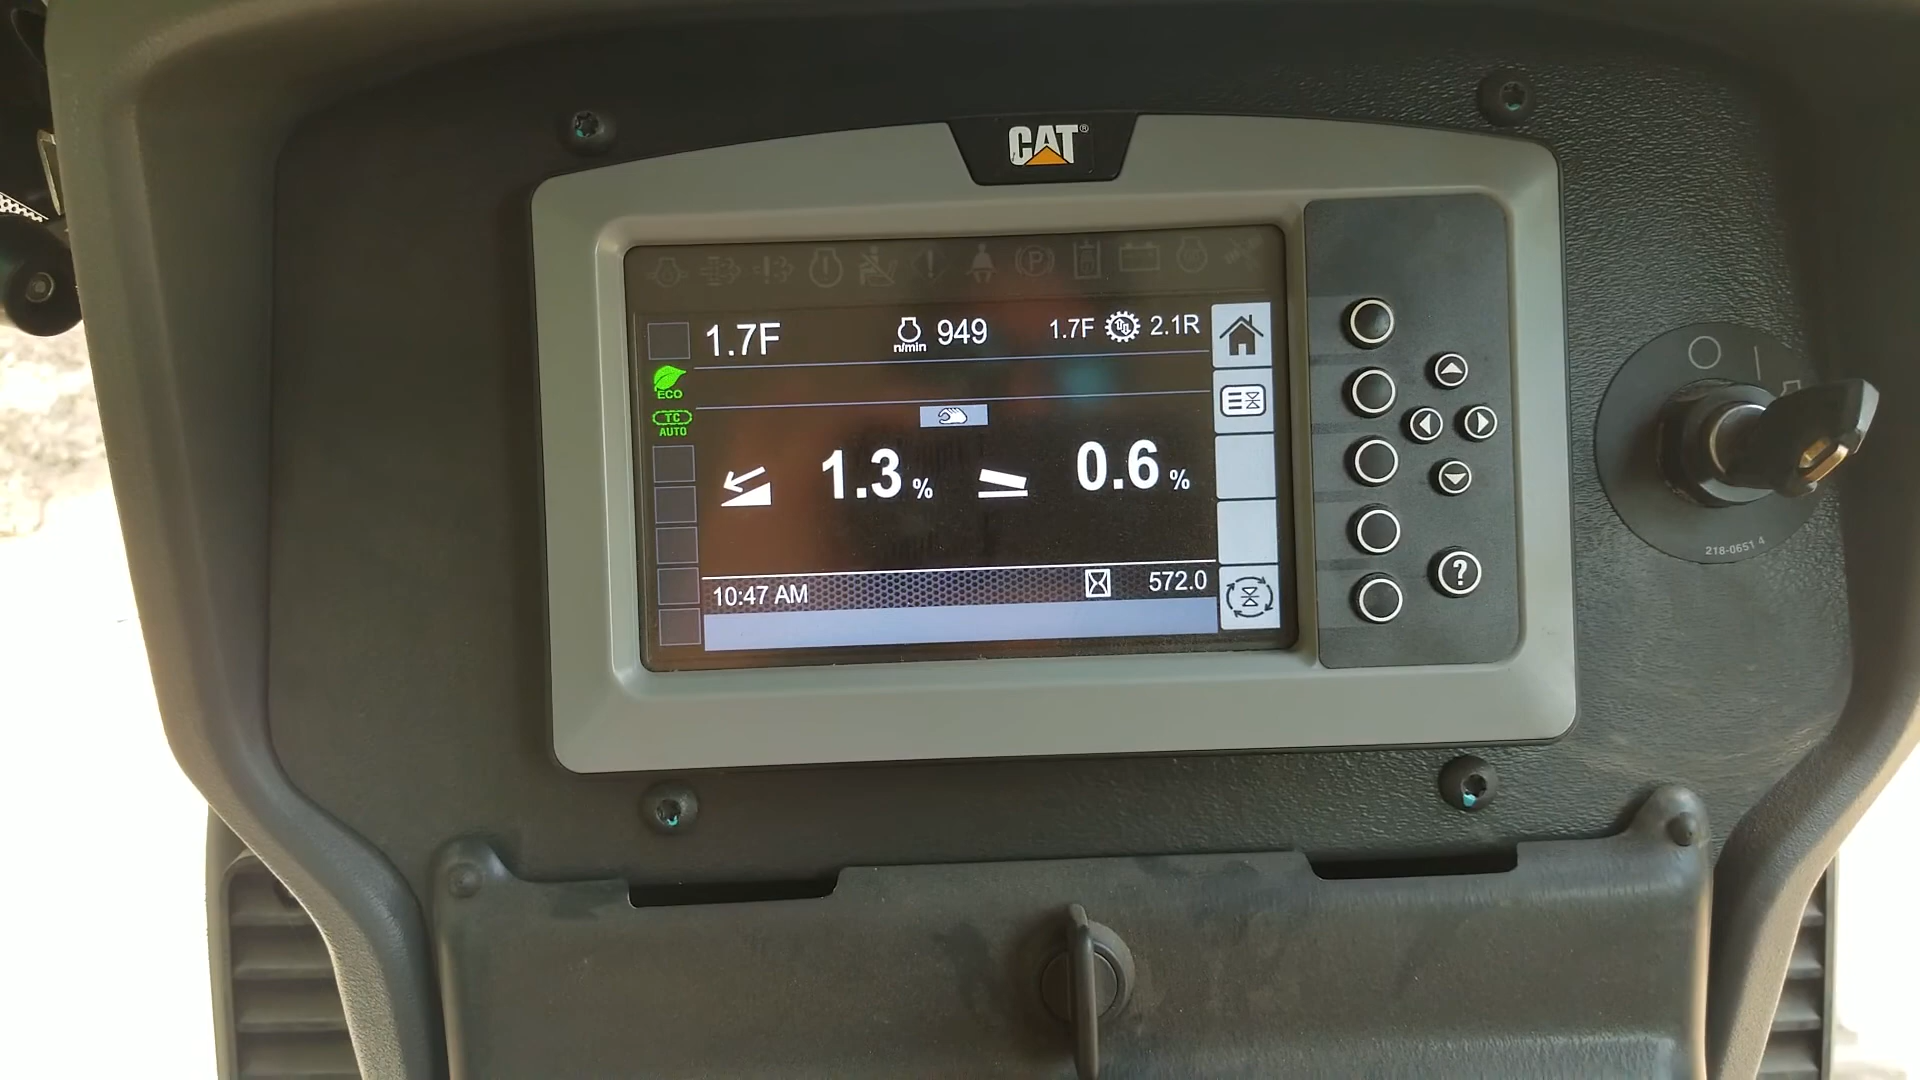 CAT®
1.7F
n/min
949
1.7F
2.1R
ECO
TC
AUTO
1.3 %
0.6 %
10:47 AM
572.0
P
?
218-0651 4